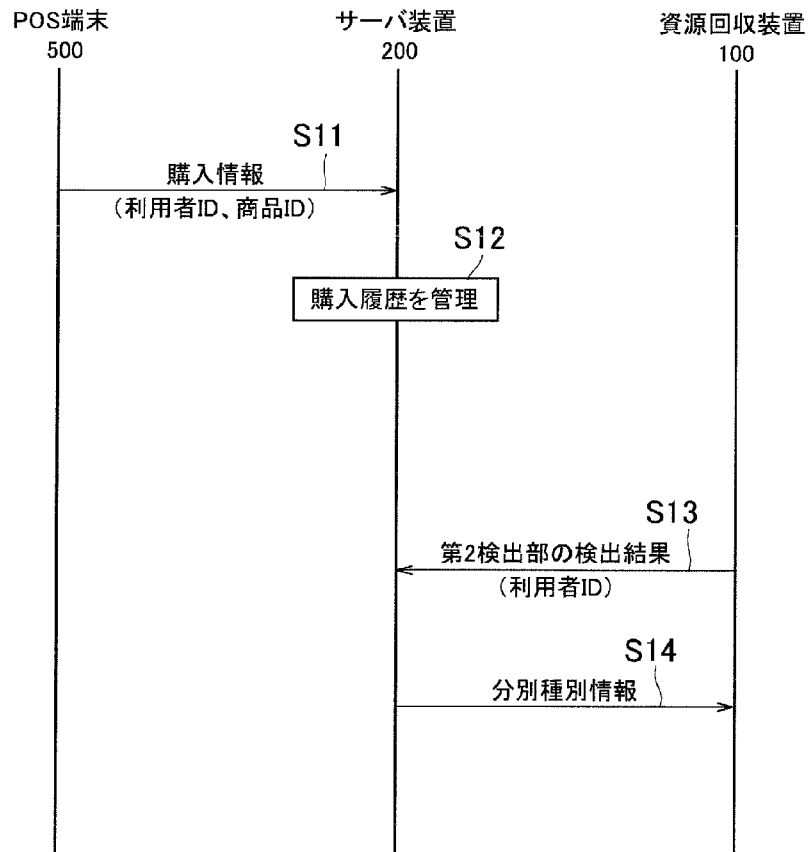 POS端末
500
サーバ装置
200
資源回収装置
100
S11
購入情報
(利用者ID、商品ID)
S12
購入履歴を管理
S13
第2検出部の検出結果
(利用者ID)
S14
分別種別情報